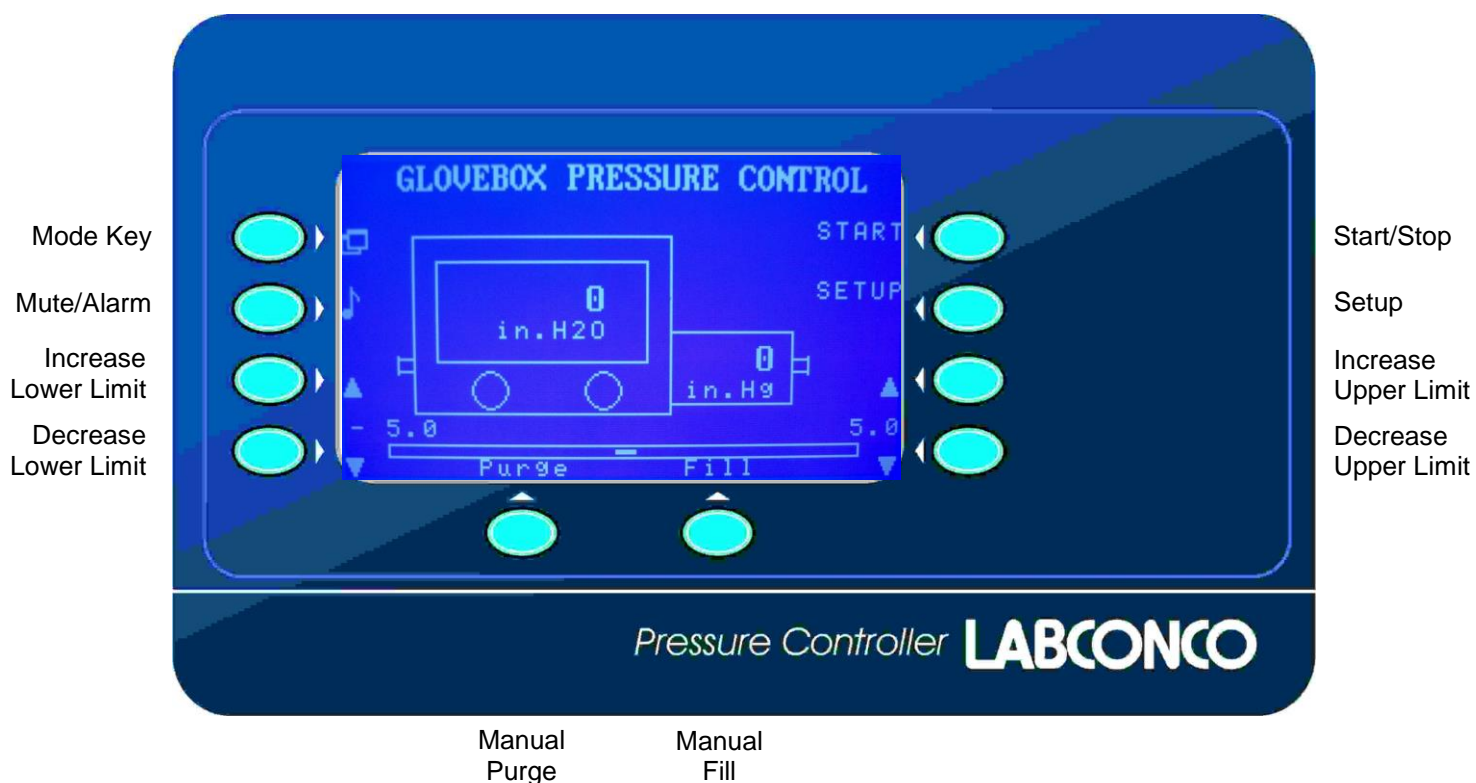 GLOVEBOX PRESSURE CONTROL
Mode Key
START
Start/Stop
Mute/Alarm
0
SETUP
Setup
in.H2O
Increase
Lower Limit
0
in.Hg
Increase
Upper Limit
Decrease
Lower Limit
- 5.0
5.0
Decrease
Upper Limit
Purge
Fill
Pressure Controller LABCONCO
Manual
Purge
Manual
Fill